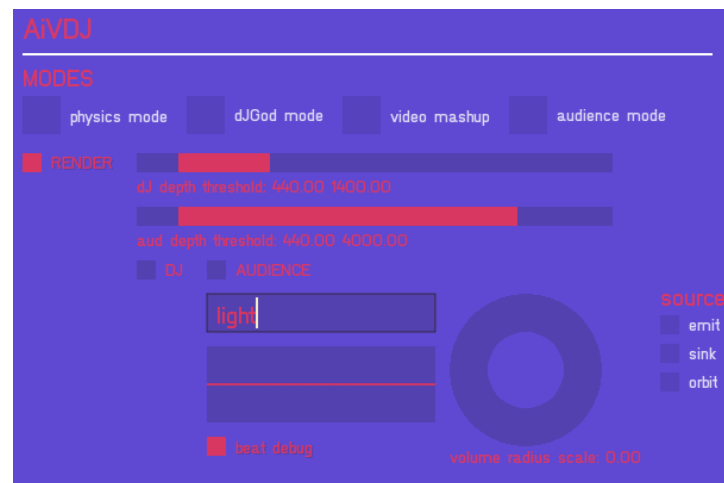 AiVDJ
MODES
physics mode dJGod mode video mashup audience mode
RENDER
dJ depth threshold: 440.00 1400.00
aud depth threshold: 440.00 4000.00
DJ AUDIENCE
light
source
emit
sink
orbit
beat debug
volume radius scale: 0.00